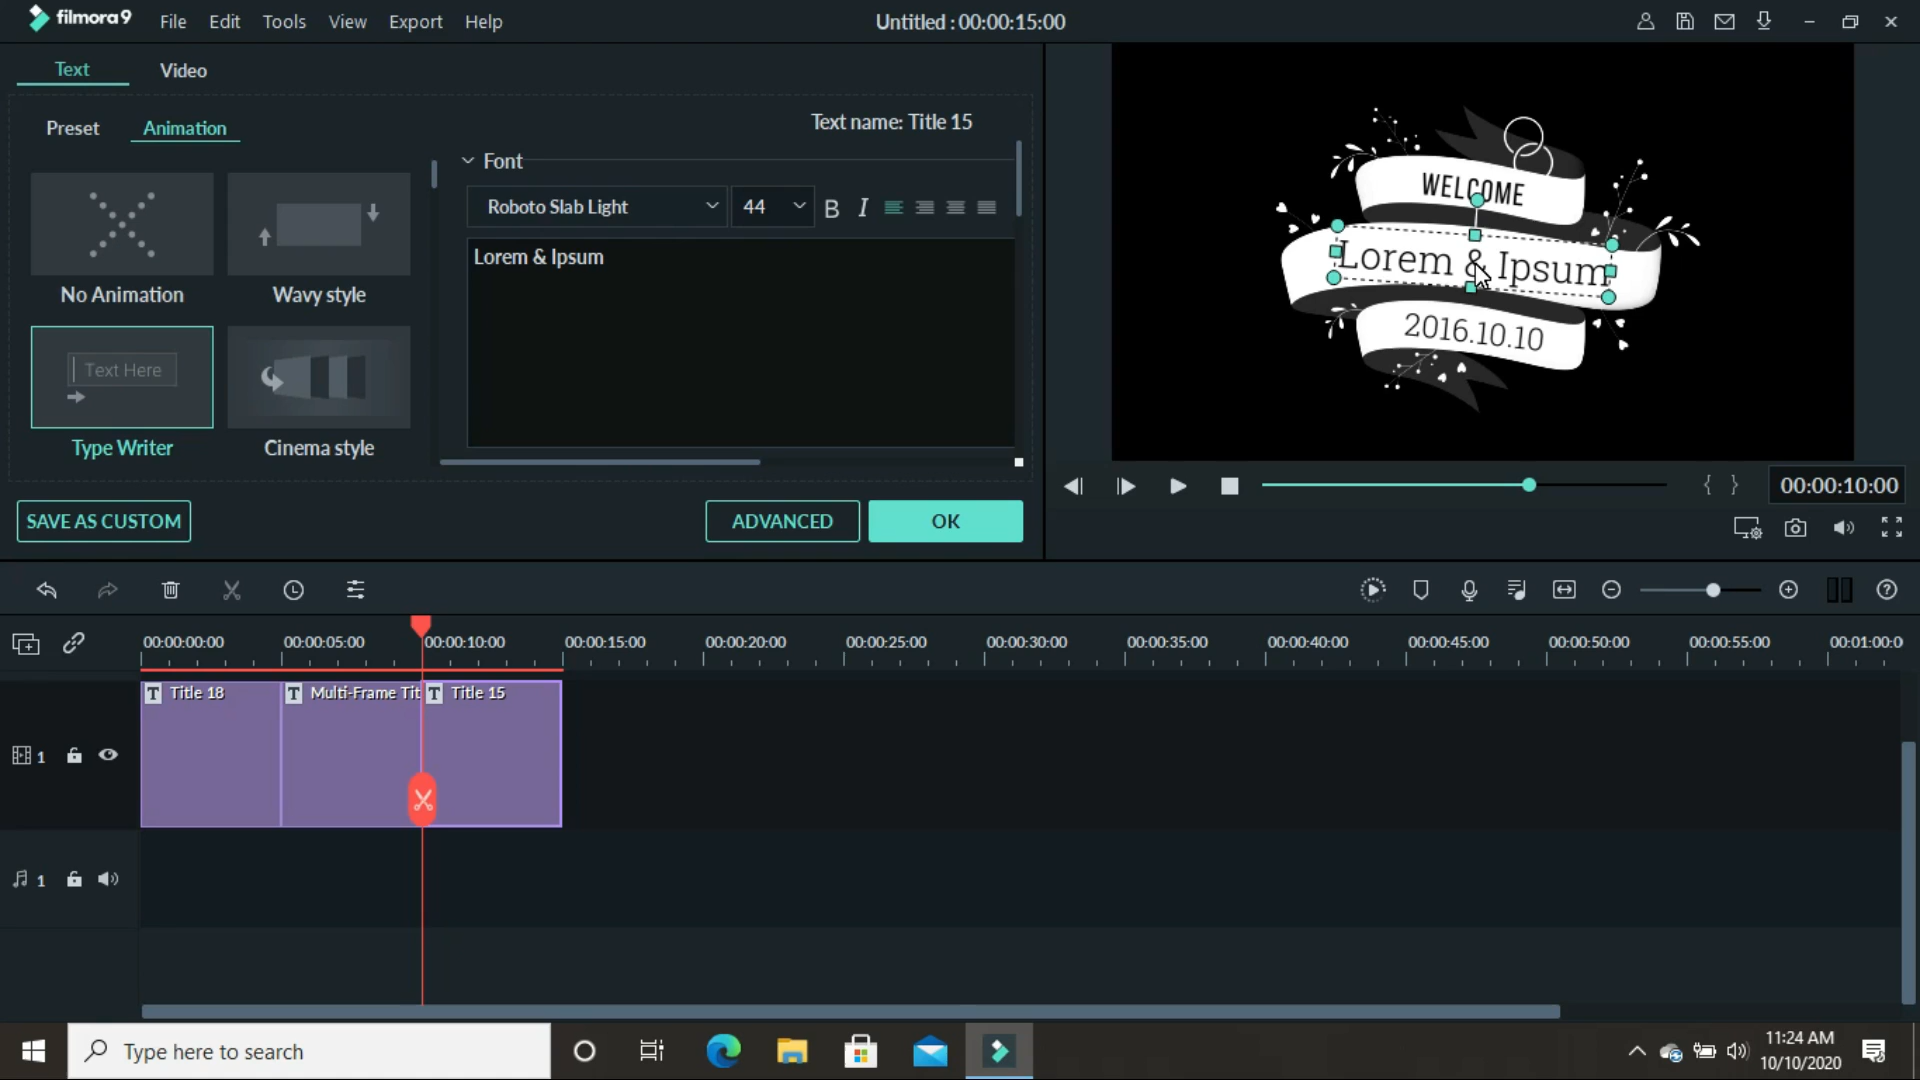 filmora9 File Edit Tools View Export Help Untitled : 00:00:15:00
Text Video
Preset Animation Text name: Title 15
Font
Roboto Slab Light 44 B I
Lorem & Ipsum
No Animation Wavy style
Text Here
Type Writer Cinema style
SAVE AS CUSTOM ADVANCED OK
WELCOME
Lorem & Ipsum
2016.10.10
{ } 00:00:10:00
00:00:00:00 00:00:05:00 00:00:10:00 00:00:15:00 00:00:20:00 00:00:25:00 00:00:30:00 00:00:35:00 00:00:40:00 00:00:45:00 00:00:50:00 00:00:55:00 00:01:00:0
T Title 18 T Multi-Frame Tit T Title 15
1
1
Type here to search
11:24 AM
10/10/2020